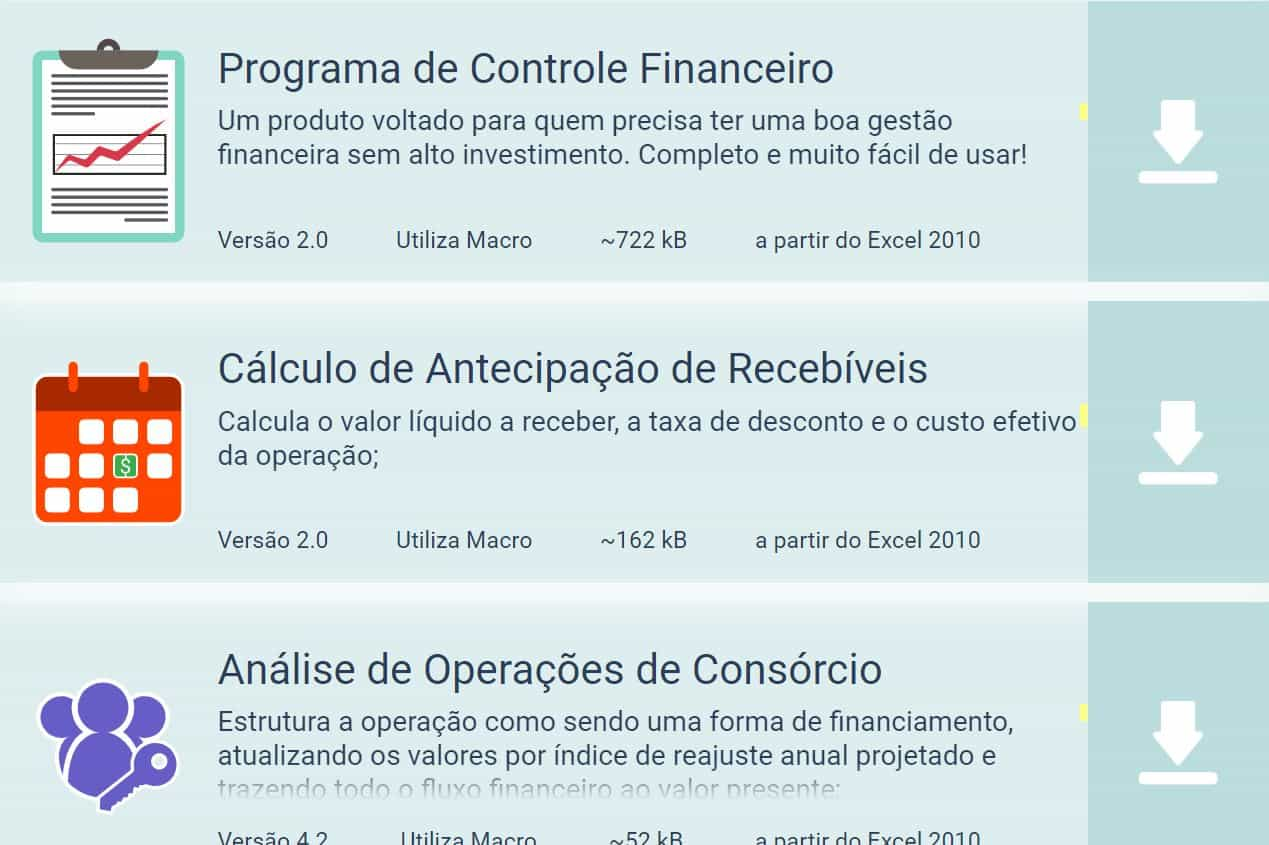 Programa de Controle Financeiro
Um produto voltado para quem precisa ter uma boa gestão
financeira sem alto investimento. Completo e muito fácil de usar!
Versão 2.0 Utiliza Macro ~722 kB a partir do Excel 2010
Cálculo de Antecipação de Recebíveis
Calcula o valor líquido a receber, a taxa de desconto e o custo efetivo
da operação;
$
Versão 2.0 Utiliza Macro ~162 kB a partir do Excel 2010
Análise de Operações de Consórcio
Estrutura a operação como sendo uma forma de financiamento,
atualizando os valores por índice de reajuste anual projetado e
trazendo todo o fluxo financeiro ao valor presente;
Versão 4.2 Utiliza Macro ~52 kB a partir do Excel 2010